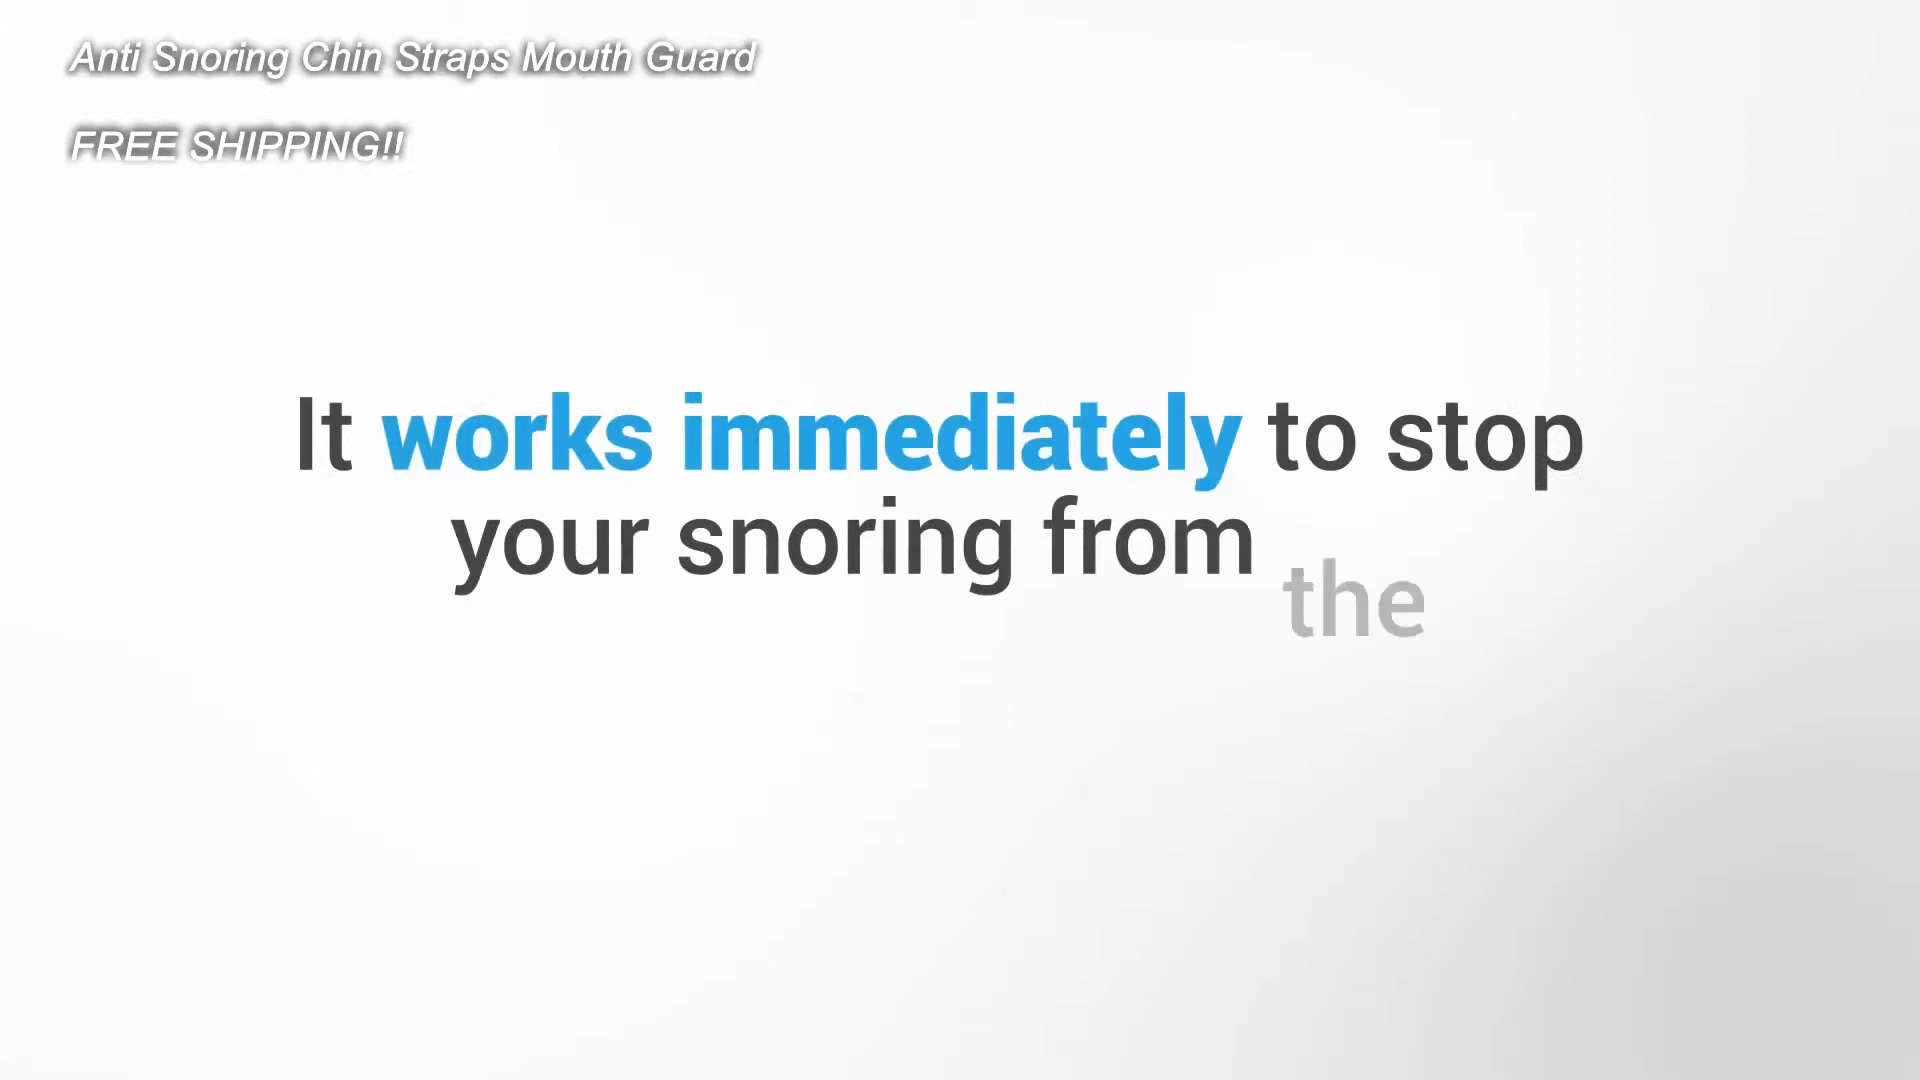 Anti Snoring Chin Straps Mouth Guard
FREE SHIPPING!!
It works immediately to stop
your snoring from the